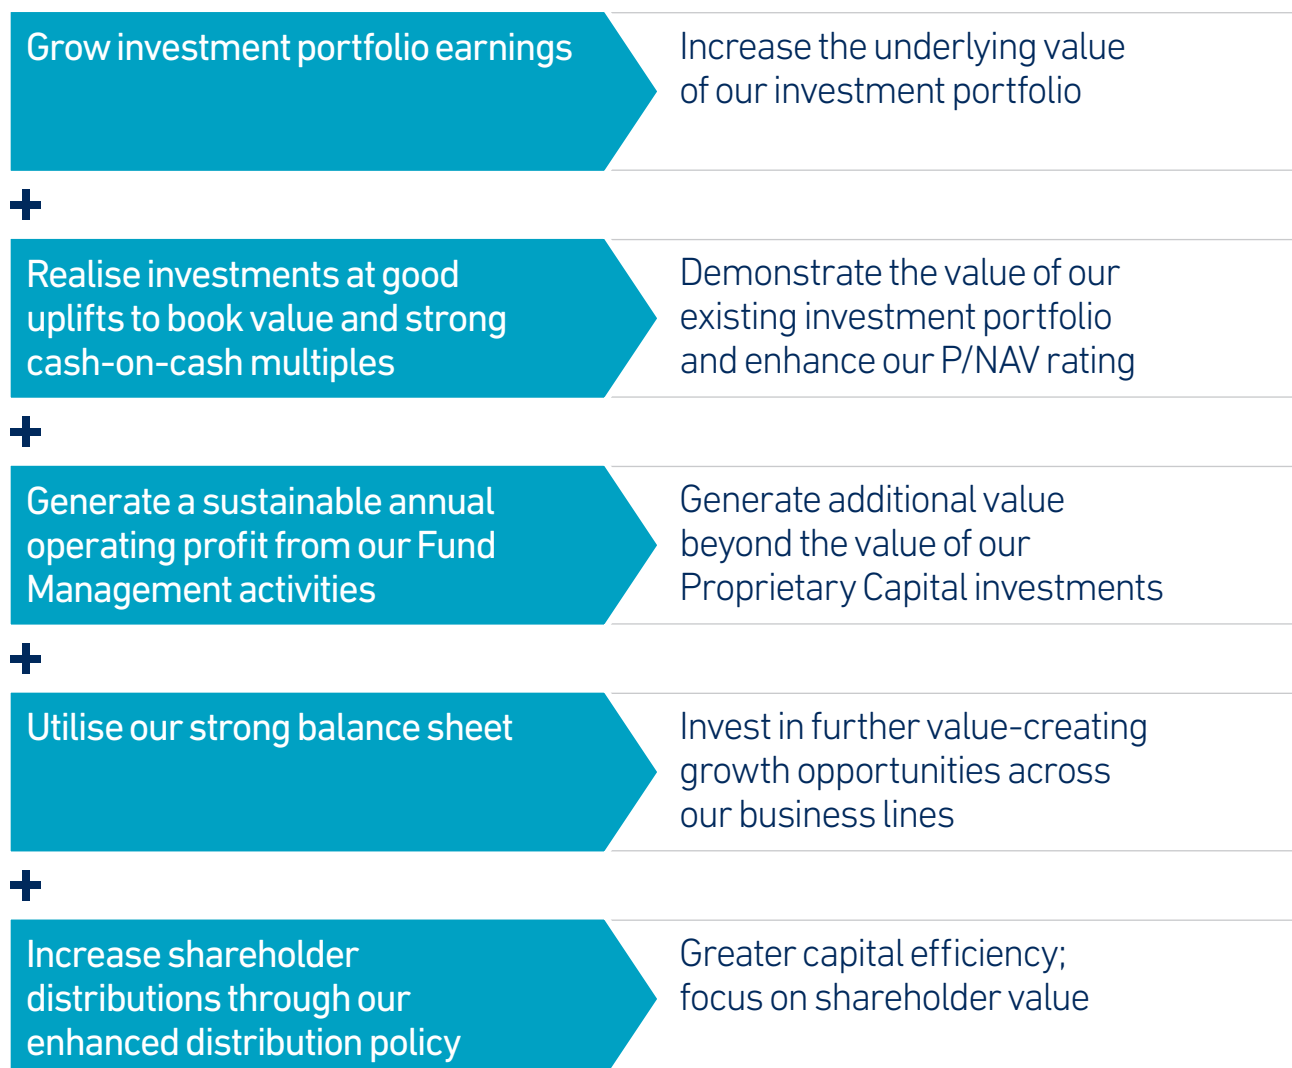 Grow investment portfolio earnings
Increase the underlying value
of our investment portfolio
+
Realise investments at good
uplifts to book value and strong
cash-on-cash multiples
Demonstrate the value of our
existing investment portfolio
and enhance our P/NAV rating
+
Generate a sustainable annual
operating profit from our Fund
Management activities
Generate additional value
beyond the value of our
Proprietary Capital investments
+
Utilise our strong balance sheet
Invest in further value-creating
growth opportunities across
our business lines
+
Increase shareholder
distributions through our
enhanced distribution policy
Greater capital efficiency;
focus on shareholder value